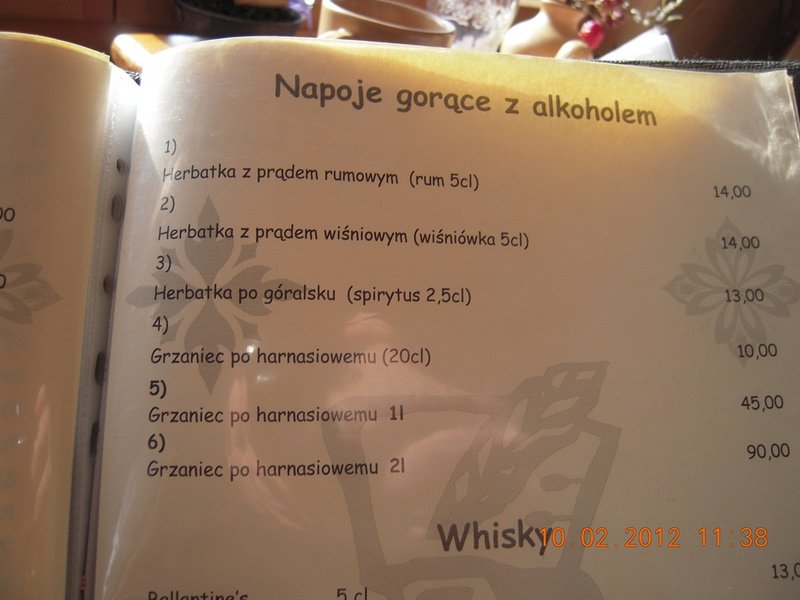 Napoje gorące z alkoholem
1)
Herbatka z prądem rumowym (rum 5cl) 14,00
2)
Herbatka z prądem wiśniowym (wiśniówka 5cl) 14,00
3)
Herbatka po góralsku (spirytus 2,5cl) 13,00
4)
Grzaniec po harnasiowemu (20cl) 10,00
5)
Grzaniec po harnasiowemu 1l 45,00
6)
Grzaniec po harnasiowemu 2l 90,00
Whisky
10.02.2012 11:38
Ballantine's 5 cl